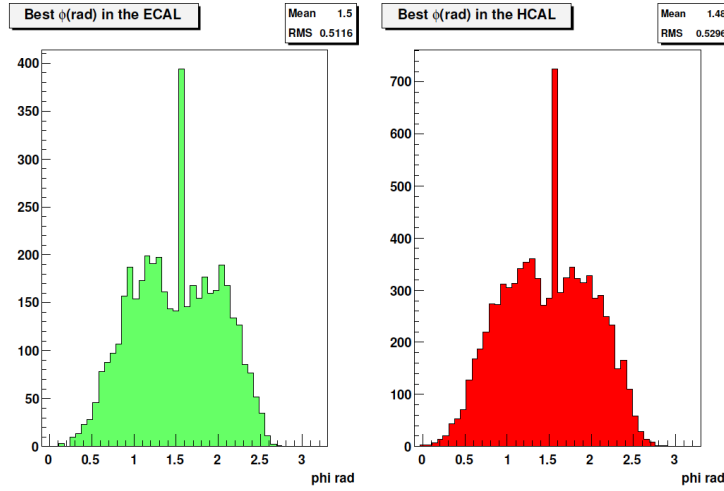 Best ϕ(rad) in the ECAL
Mean 1.5
RMS 0.5116
400
350
300
250
200
150
100
50
0
0 0.5 1 1.5 2 2.5 3
phi rad
Best ϕ(rad) in the HCAL
Mean 1.48
RMS 0.5296
700
600
500
400
300
200
100
0
0 0.5 1 1.5 2 2.5 3
phi rad